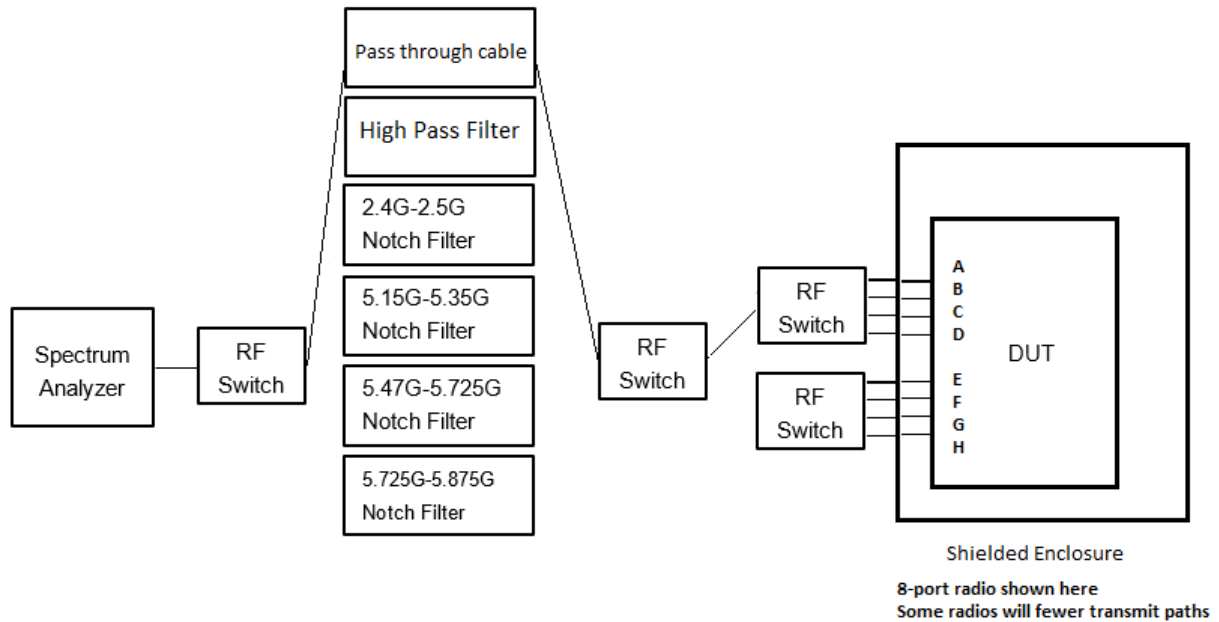 Pass through cable
High Pass Filter
2.4G-2.5G
Notch Filter
5.15G-5.35G
Notch Filter
5.47G-5.725G
Notch Filter
5.725G-5.875G
Notch Filter
Spectrum
Analyzer
RF
Switch
RF
Switch
RF
Switch
RF
Switch
A
B
C
D
E
F
G
H
DUT
Shielded Enclosure
8-port radio shown here
Some radios will fewer transmit paths